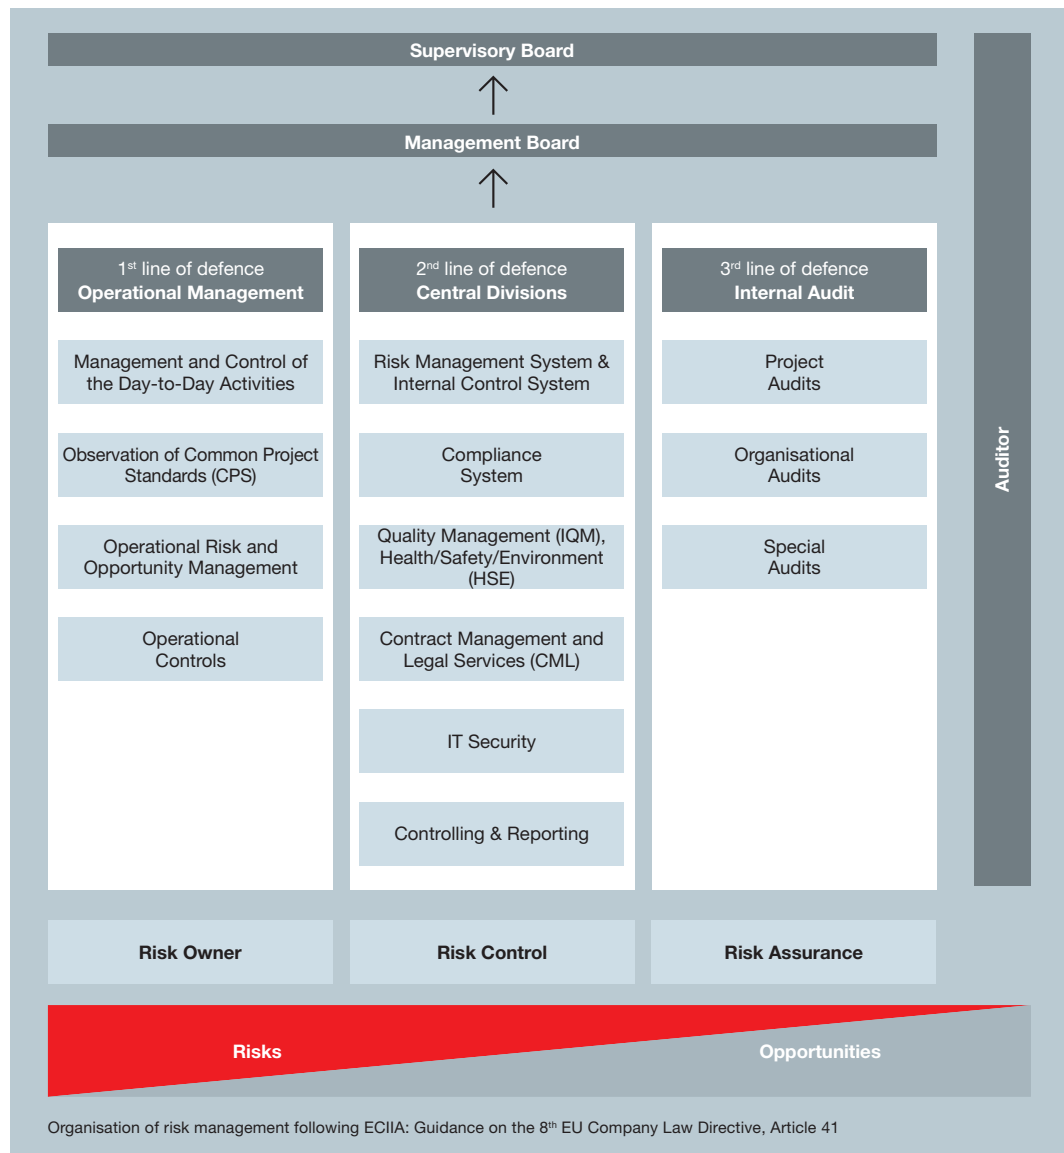 Supervisory Board
Management Board
1st line of defence
Operational Management
Management and Control of
the Day-to-Day Activities
Observation of Common Project
Standards (CPS)
Operational Risk and
Opportunity Management
Operational
Controls
2nd line of defence
Central Divisions
Risk Management System &
Internal Control System
Compliance
System
Quality Management (IQM),
Health/Safety/Environment
(HSE)
Contract Management and
Legal Services (CML)
IT Security
Controlling & Reporting
3rd line of defence
Internal Audit
Project
Audits
Organisational
Audits
Special
Audits
Auditor
Risk Owner
Risk Control
Risk Assurance
Risks
Opportunities
Organisation of risk management following ECIIA: Guidance on the 8th EU Company Law Directive, Article 41